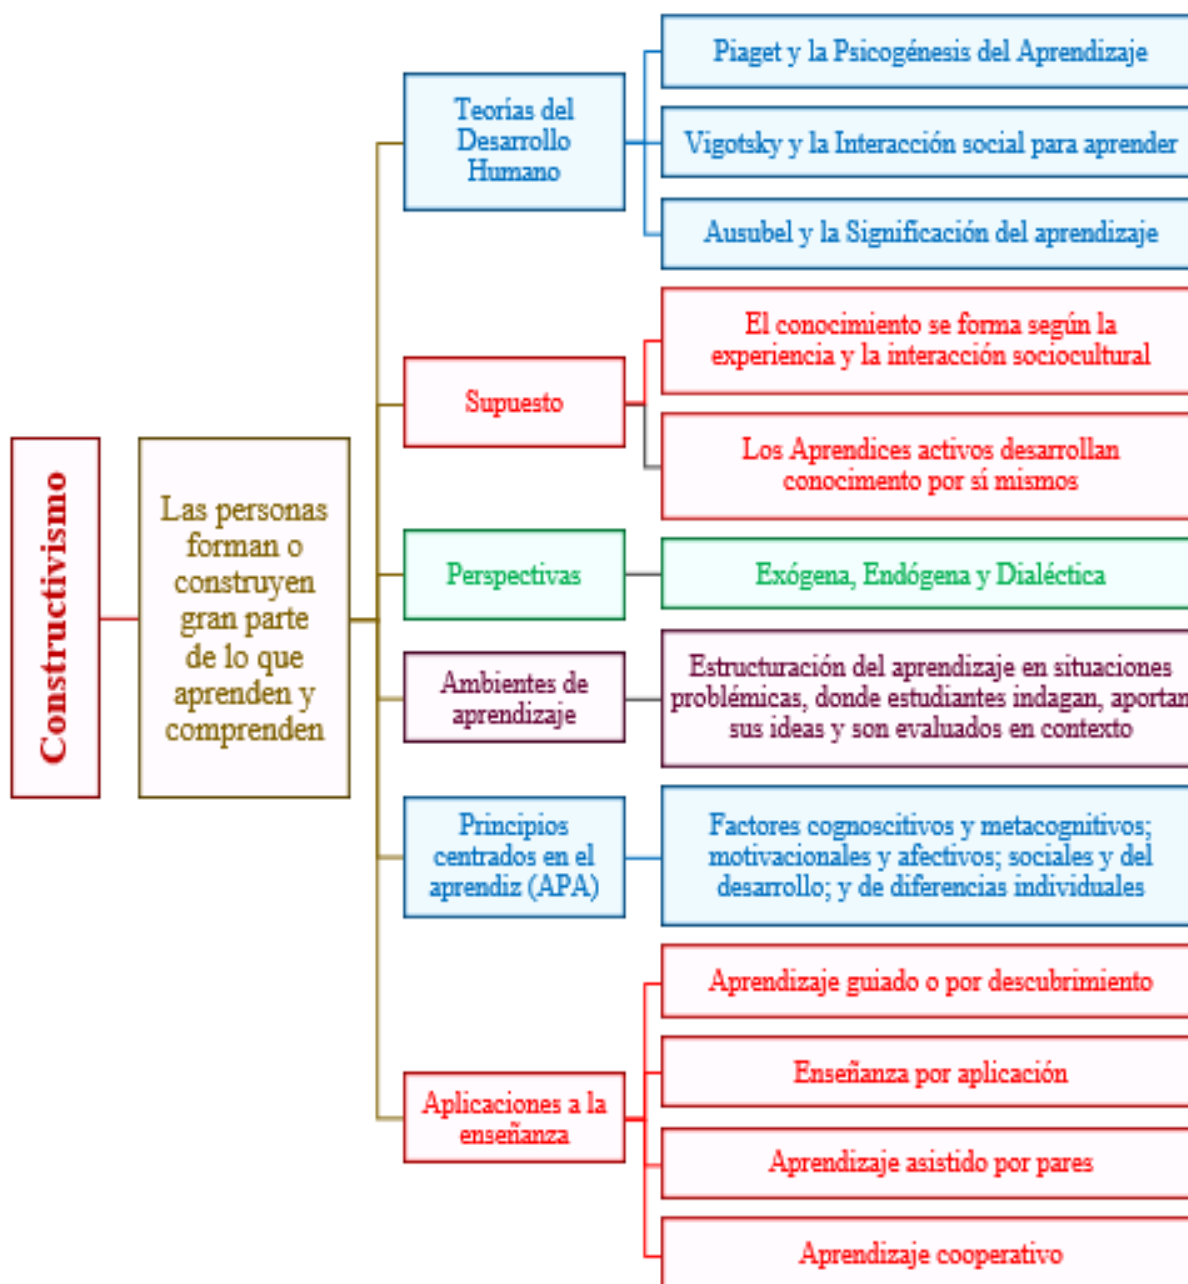 Constructivismo
Las personas
forman o
construyen
gran parte
de lo que
aprenden y
comprenden
Teorías del
Desarrollo
Humano
Piaget y la Psicogénesis del Aprendizaje
Vigotsky y la Interacción social para aprender
Ausubel y la Significación del aprendizaje
Supuesto
El conocimiento se forma según la
experiencia y la interacción sociocultural
Los Aprendices activos desarrollan
conocimento por sí mismos
Perspectivas
Exógena, Endógena y Dialéctica
Ambientes de
aprendizaje
Estructuración del aprendizaje en situaciones
problémicas, donde estudiantes indagan, aportan
sus ideas y son evaluados en contexto
Principios
centrados en el
aprendiz (APA)
Factores cognoscitivos y metacognitivos;
motivacionales y afectivos; sociales y del
desarrollo; y de diferencias individuales
Aplicaciones a la
enseñanza
Aprendizaje guiado o por descubrimiento
Enseñanza por aplicación
Aprendizaje asistido por pares
Aprendizaje cooperativo